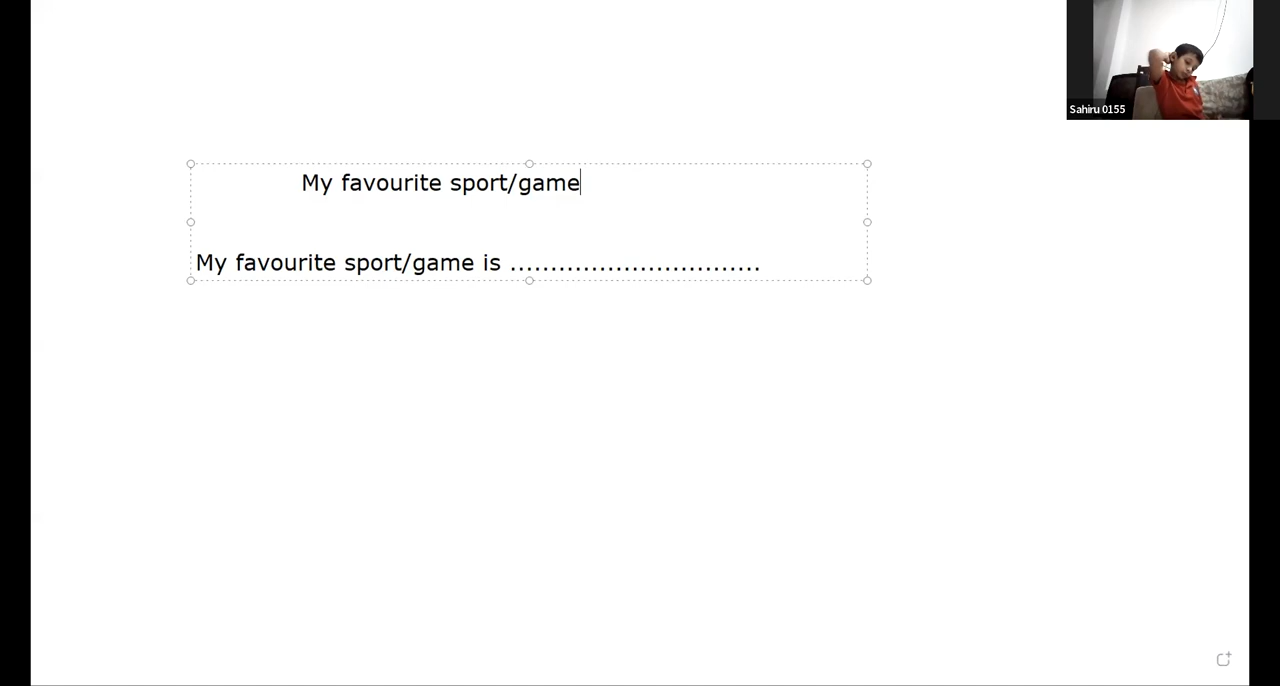 Sahiru 0155
My favourite sport/game
My favourite sport/game is ...............................